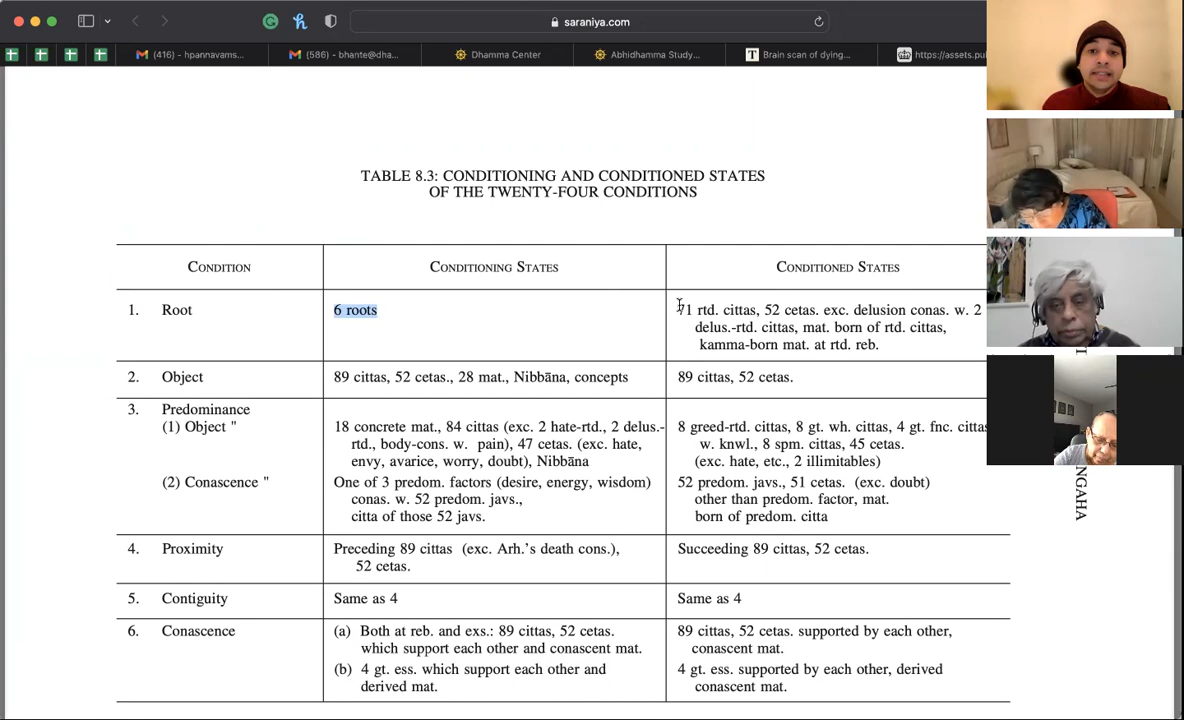 saraniya.com
(416) - hpannavams...
(586) - bhante@dha...
Dhamma Center
Abhidhamma Study...
Brain scan of dying...
https://assets.pu
TABLE 8.3: CONDITIONING AND CONDITIONED STATES
OF THE TWENTY-FOUR CONDITIONS
CONDITION CONDITIONING STATES CONDITIONED STATES
1. Root 6 roots 71 rtd. cittas, 52 cetas. exc. delusion conas. w. 2
delus.-rtd. cittas, mat. born of rtd. cittas,
kamma-born mat. at rtd. reb.
2. Object 89 cittas, 52 cetas., 28 mat., Nibbāna, concepts 89 cittas, 52 cetas.
3. Predominance
(1) Object " 18 concrete mat., 84 cittas (exc. 2 hate-rtd., 2 delus.- 8 greed-rtd. cittas, 8 gt. wh. cittas, 4 gt. fnc. cittas
rtd., body-cons. w. pain), 47 cetas. (exc. hate, w. knwl., 8 spm. cittas, 45 cetas.
envy, avarice, worry, doubt), Nibbāna (exc. hate, etc., 2 illimitables)
(2) Conascence " One of 3 predom. factors (desire, energy, wisdom) 52 predom. javs., 51 cetas. (exc. doubt)
conas. w. 52 predom. javs., other than predom. factor, mat.
citta of those 52 javs. born of predom. citta
4. Proximity Preceding 89 cittas (exc. Arh.'s death cons.), Succeeding 89 cittas, 52 cetas.
52 cetas.
5. Contiguity Same as 4 Same as 4
6. Conascence (a) Both at reb. and exs.: 89 cittas, 52 cetas. 89 cittas, 52 cetas. supported by each other,
which support each other and conascent mat. conascent mat.
(b) 4 gt. ess. which support each other and 4 gt. ess. supported by each other, derived
derived mat. conascent mat.
NGAHA